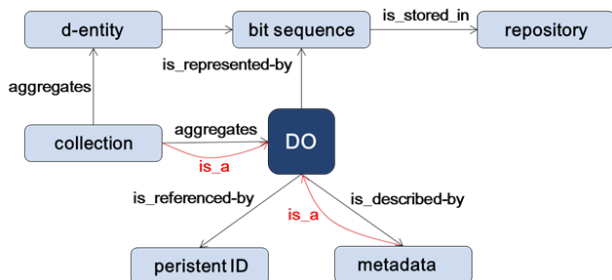 d-entity
bit sequence
is_stored_in
repository
is_represented-by
aggregates
collection
aggregates
DO
is_a
is_referenced-by
is_described-by
is_a
peristent ID
metadata